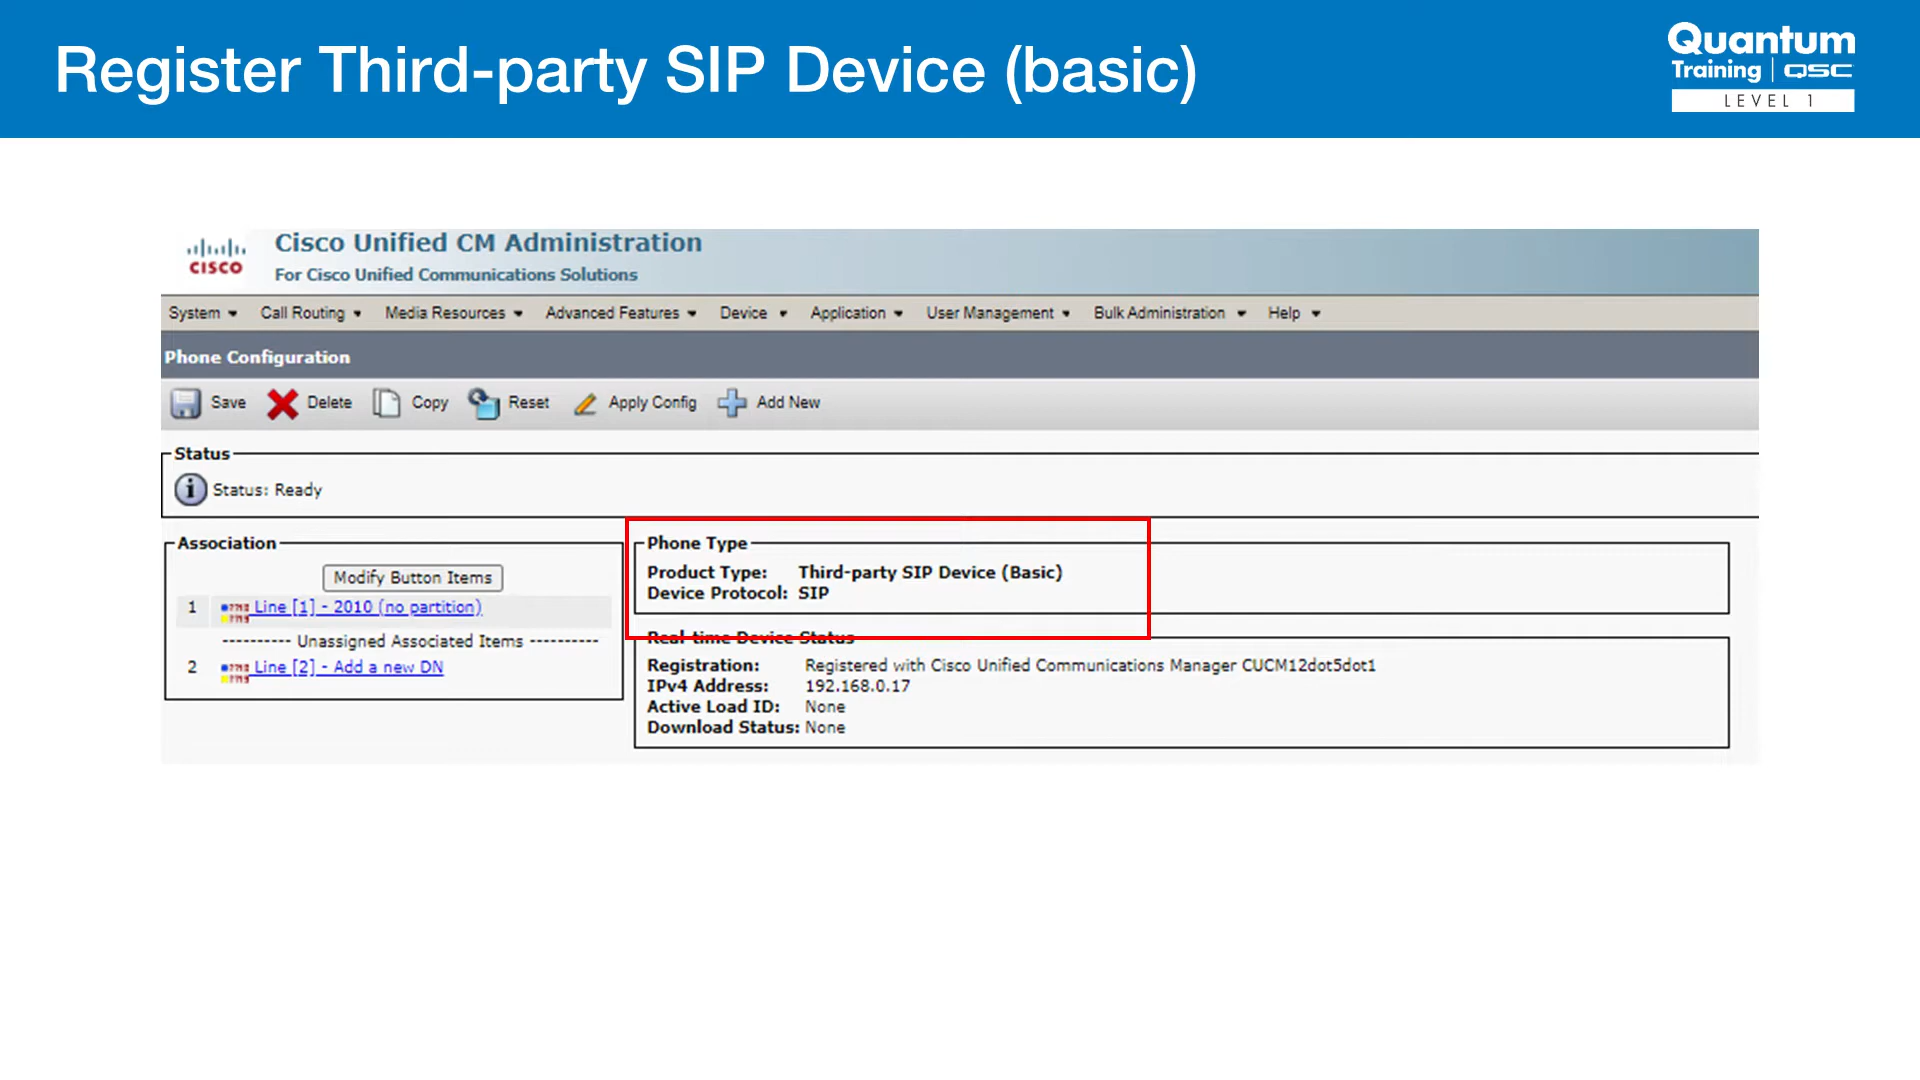 Register Third-party SIP Device (basic)
Quantum
Training | QSC
LEVEL 1
CISCO
Cisco Unified CM Administration
For Cisco Unified Communications Solutions
System Call Routing Media Resources Advanced Features Device Application User Management Bulk Administration Help
Phone Configuration
Save Delete Copy Reset Apply Config Add New
Status
Status: Ready
Association
Modify Button Items
1 Line [1] - 2010 (no partition)
---------- Unassigned Associated Items ----------
2 Line [2] - Add a new DN
Phone Type
Product Type: Third-party SIP Device (Basic)
Device Protocol: SIP
Real-time Device Status
Registration: Registered with Cisco Unified Communications Manager CUCM12dot5dot1
IPv4 Address: 192.168.0.17
Active Load ID: None
Download Status: None